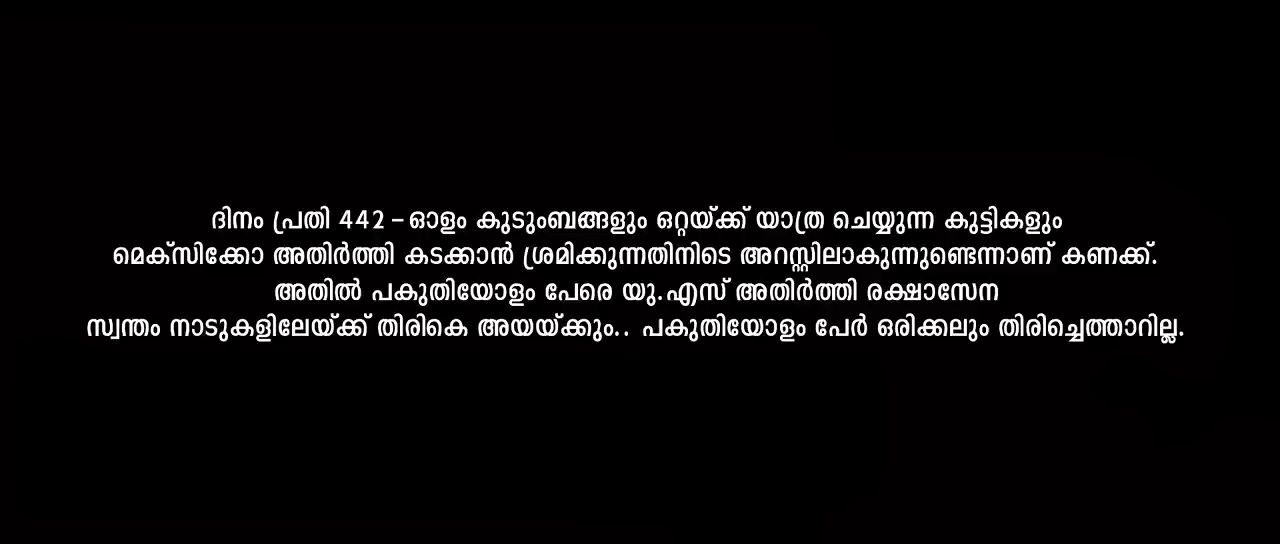 ദിനം പ്രതി 442 – ഓളം കുടുംബങ്ങളും ഒറ്റയ്ക്ക് യാത്ര ചെയ്യുന്ന കുട്ടികളും
മെക്സിക്കോ അതിർത്തി കടക്കാൻ ശ്രമിക്കുന്നതിനിടെ അറസ്റ്റിലാകുന്നുണ്ടെന്നാണ് കണക്ക്.
അതിൽ പകുതിയോളം പേരെ യു.എസ് അതിർത്തി രക്ഷാസേന
സ്വന്തം നാടുകളിലേയ്ക്ക് തിരികെ അയയ്ക്കും.. പകുതിയോളം പേർ ഒരിക്കലും തിരിച്ചെത്താറില്ല.